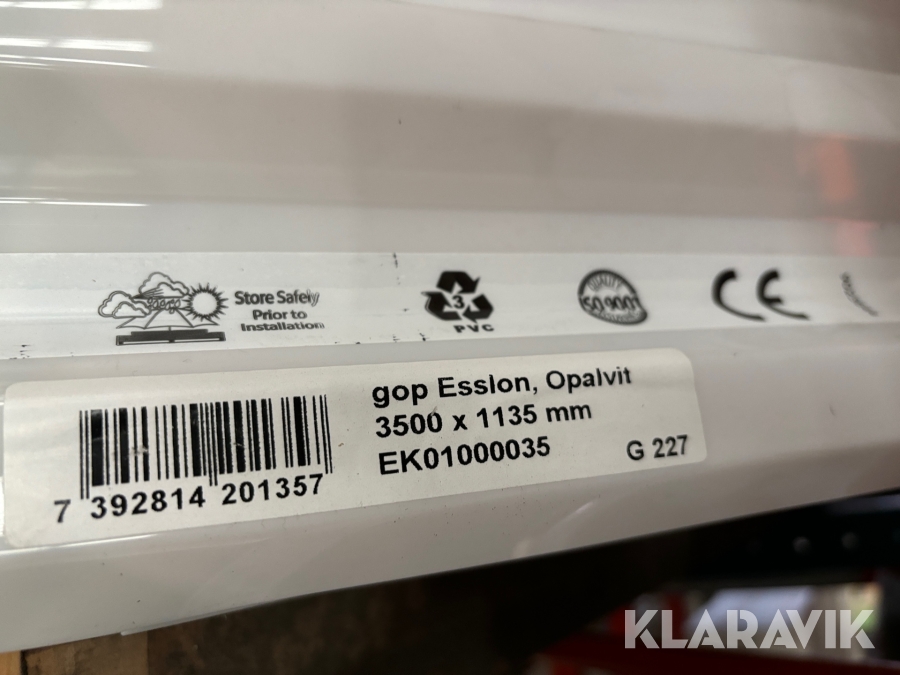 Store Safely
Prior to
Installation
3
PVC
QUALITY
ISO 9001
CE
gop Esslon, Opalvit
3500 x 1135 mm
EK01000035
G 227
7 392814 201357
KLARAVIK